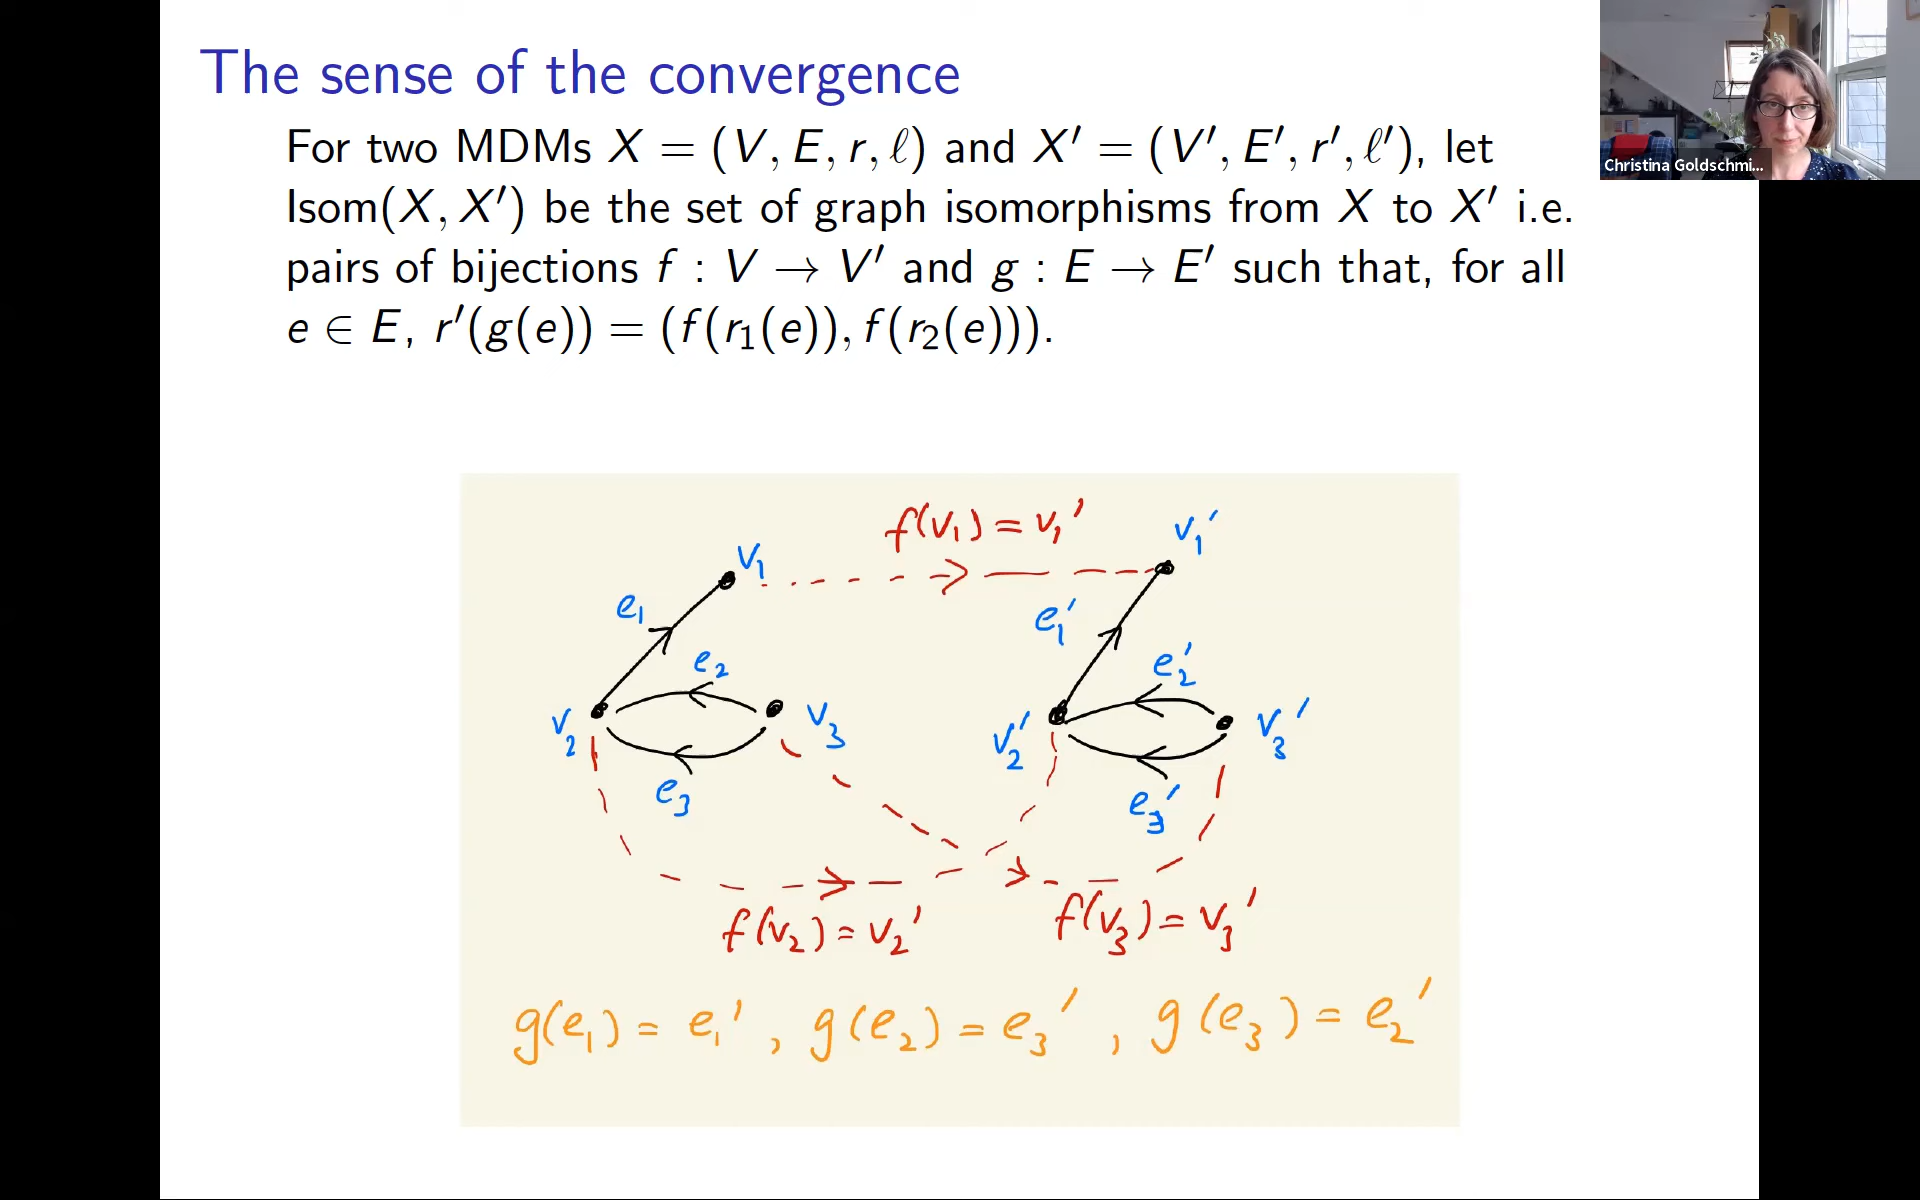 The sense of the convergence
Christina Goldschmi...
For two MDMs X = (V, E, r, ℓ) and X′ = (V′, E′, r′, ℓ′), let
Isom(X, X′) be the set of graph isomorphisms from X to X′ i.e.
pairs of bijections f : V → V′ and g : E → E′ such that, for all
e ∈ E, r′(g(e)) = (f(r₁(e)), f(r₂(e))).
f(v₁) = v₁′
v₁
v₁′
e₁
e₁′
e₂
e₂′
v₂
v₃
v₂′
v₃′
e₃
e₃′
f(v₂) = v₂′
f(v₃) = v₃′
g(e₁) = e₁′, g(e₂) = e₃′, g(e₃) = e₂′